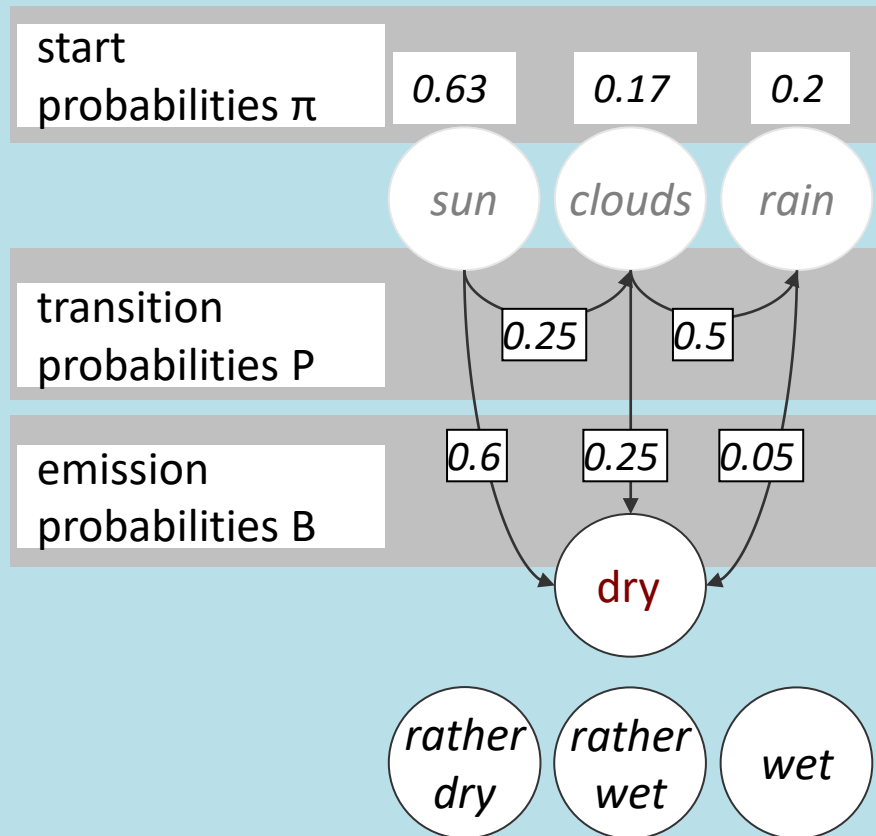 start
probabilities π
0.63 0.17 0.2
sun clouds rain
transition
probabilities P
0.25 0.5
emission
probabilities B
0.6 0.25 0.05
dry
rather
dry
rather
wet
wet